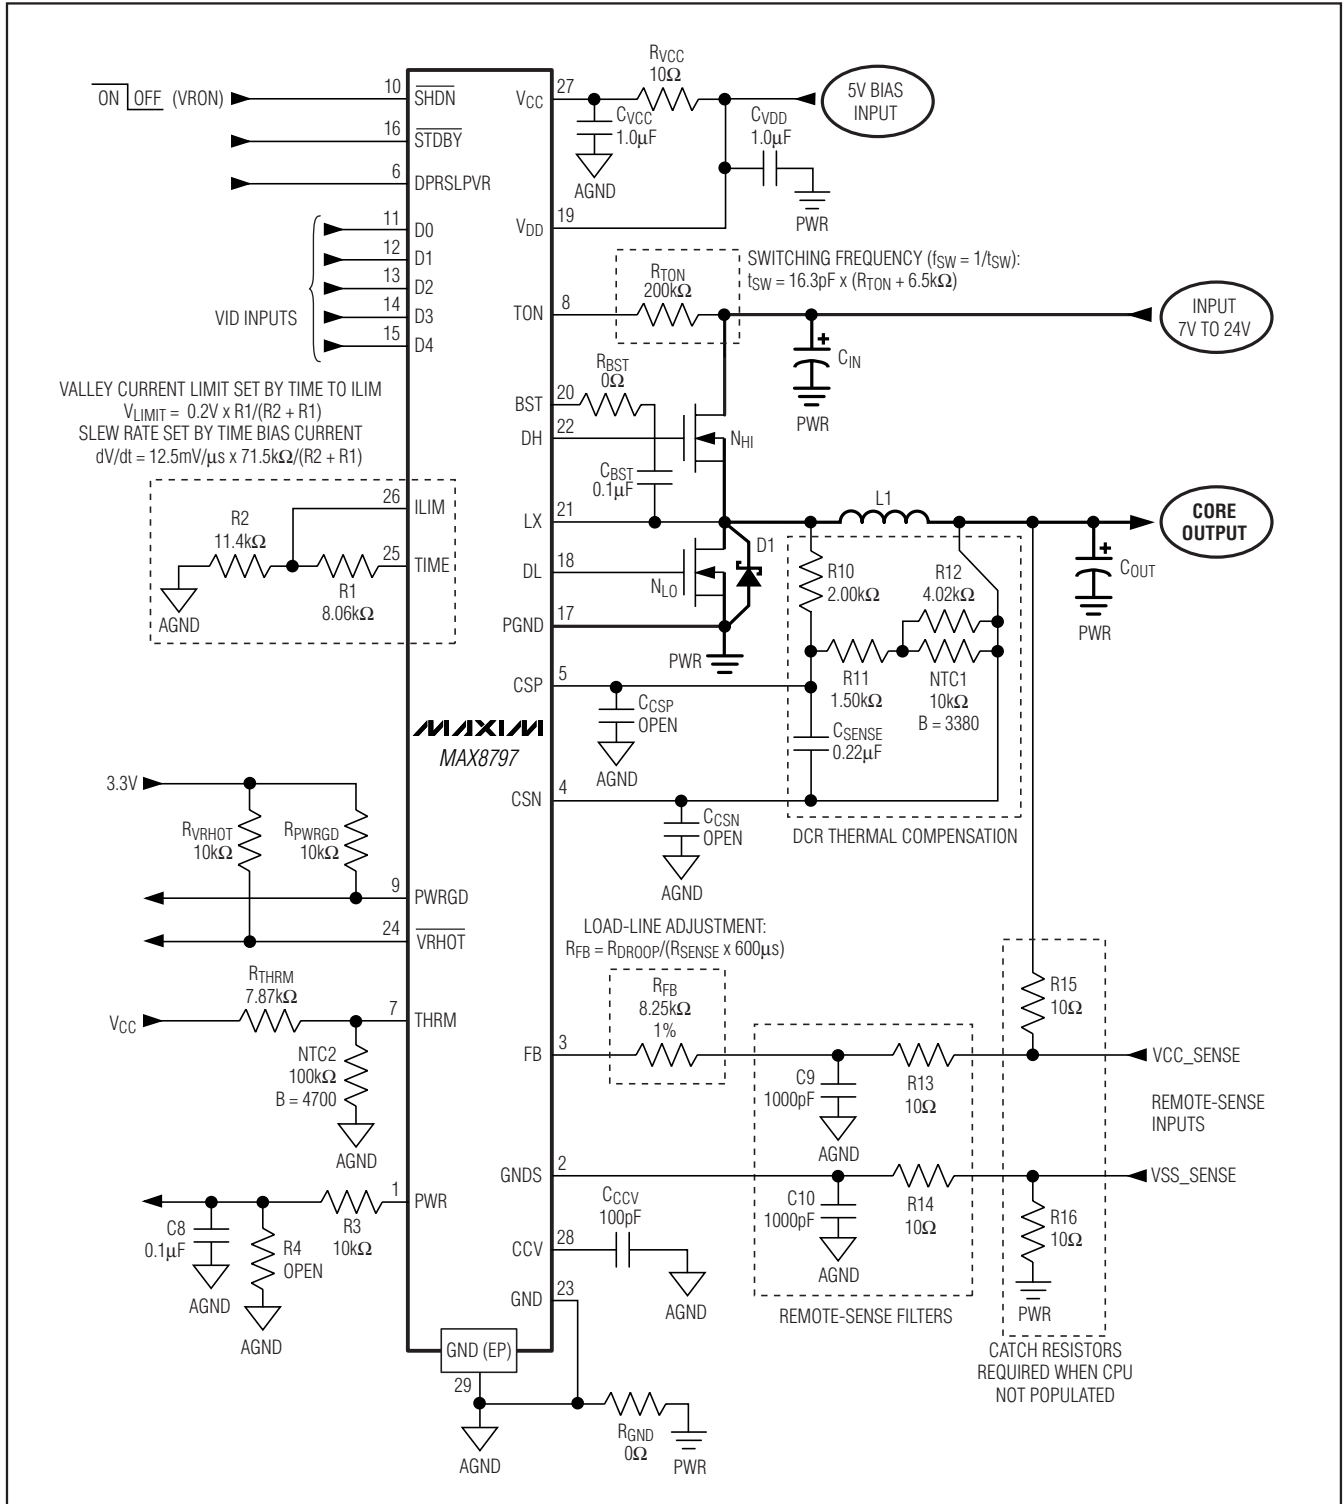 ON OFF (VRON)
10
SHDN
16
STDBY
6
DPRSLPVR
11
D0
12
D1
13
D2
14
D3
15
D4
VID INPUTS
VALLEY CURRENT LIMIT SET BY TIME TO ILIM
VLIMIT = 0.2V x R1/(R2 + R1)
SLEW RATE SET BY TIME BIAS CURRENT
dV/dt = 12.5mV/µs x 71.5kΩ/(R2 + R1)
26
ILIM
R2
11.4kΩ
25
TIME
R1
8.06kΩ
AGND
MAXIM
MAX8797
3.3V
RVRHOT
10kΩ
RPWRGD
10kΩ
9
PWRGD
24
VRHOT
RTHRM
7.87kΩ
VCC
7
THRM
NTC2
100kΩ
B = 4700
AGND
1
PWR
C8
0.1µF
R3
10kΩ
R4
OPEN
AGND
AGND
GND (EP)
29
AGND
RVCC
10Ω
VCC
27
CVCC
1.0µF
AGND
CVDD
1.0µF
PWR
5V BIAS
INPUT
VDD
19
RTON
200kΩ
SWITCHING FREQUENCY (fSW = 1/tSW):
tSW = 16.3pF x (RTON + 6.5kΩ)
TON
8
INPUT
7V TO 24V
CIN
PWR
RBST
0Ω
BST
20
DH
22
NHI
CBST
0.1µF
LX
21
L1
CORE
OUTPUT
D1
DL
18
NLO
COUT
PWR
PGND
17
PWR
R10
2.00kΩ
R12
4.02kΩ
R11
1.50kΩ
NTC1
10kΩ
B = 3380
CSP
5
CCSP
OPEN
AGND
CSENSE
0.22µF
CSN
4
CCSN
OPEN
AGND
DCR THERMAL COMPENSATION
LOAD-LINE ADJUSTMENT:
RFB = RDROOP/(RSENSE x 600µs)
RFB
8.25kΩ
1%
FB
3
C9
1000pF
AGND
R13
10Ω
R15
10Ω
VCC_SENSE
REMOTE-SENSE
INPUTS
VSS_SENSE
GNDS
2
C10
1000pF
AGND
R14
10Ω
R16
10Ω
PWR
CCCV
100pF
CCV
28
AGND
GND
23
REMOTE-SENSE FILTERS
CATCH RESISTORS
REQUIRED WHEN CPU
NOT POPULATED
RGND
0Ω
PWR